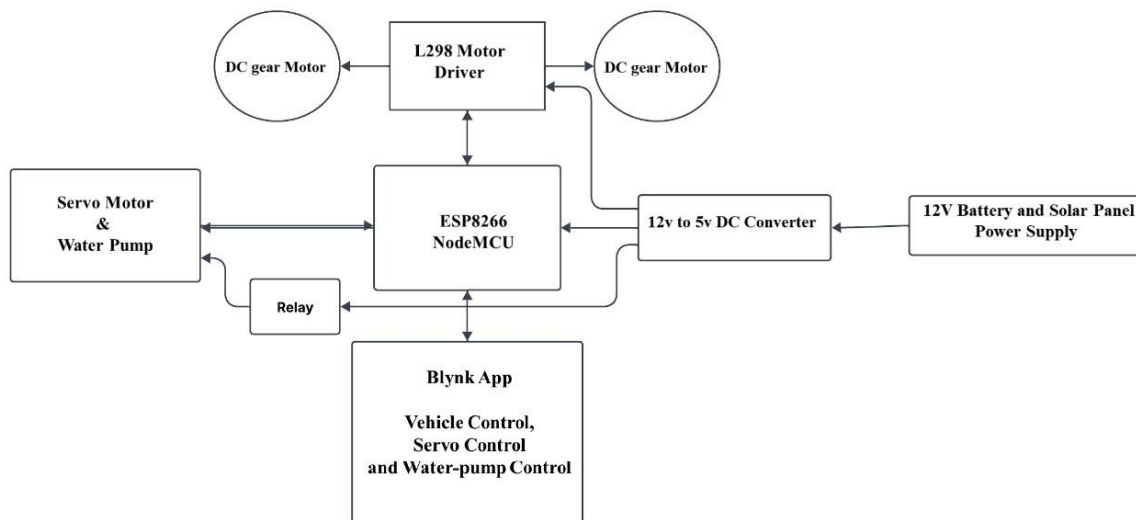 L298 Motor
Driver
DC gear Motor
DC gear Motor
Servo Motor
&
Water Pump
ESP8266
NodeMCU
12v to 5v DC Converter
12V Battery and Solar Panel
Power Supply
Relay
Blynk App
Vehicle Control,
Servo Control
and Water-pump Control